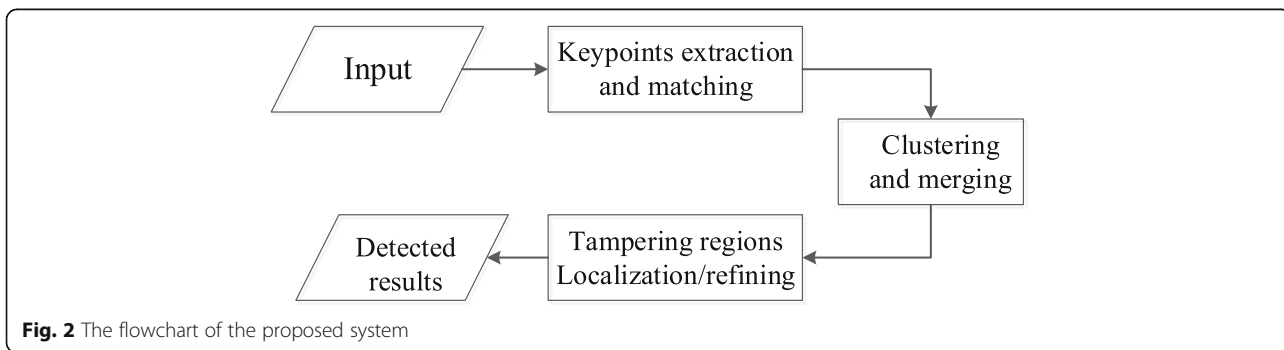 Input
Keypoints extraction
and matching
Clustering
and merging
Tampering regions
Localization/refining
Detected
results
Fig. 2 The flowchart of the proposed system